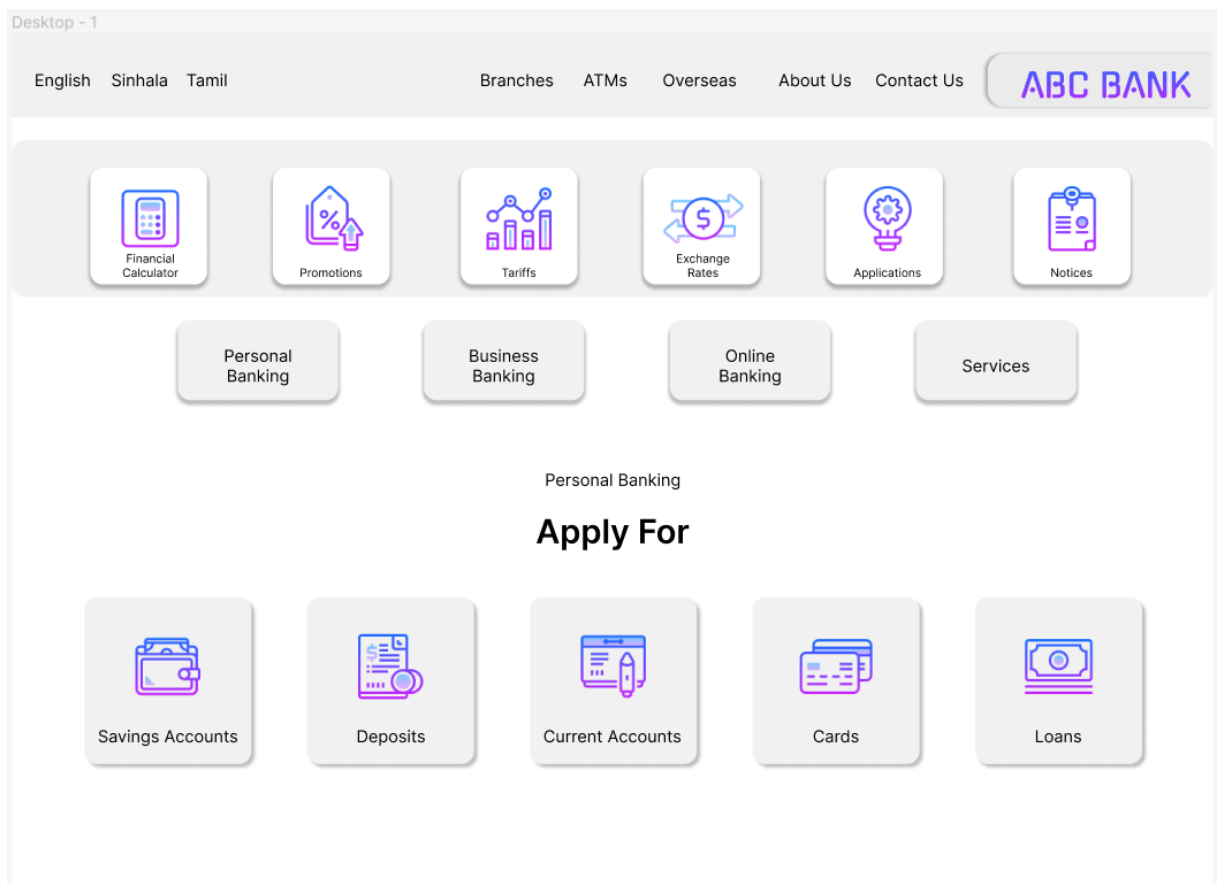 Desktop - 1
English Sinhala Tamil Branches ATMs Overseas About Us Contact Us ABC BANK
Financial
Calculator
Promotions
Tariffs
Exchange
Rates
Applications
Notices
Personal
Banking
Business
Banking
Online
Banking
Services
Personal Banking
Apply For
Savings Accounts
Deposits
Current Accounts
Cards
Loans